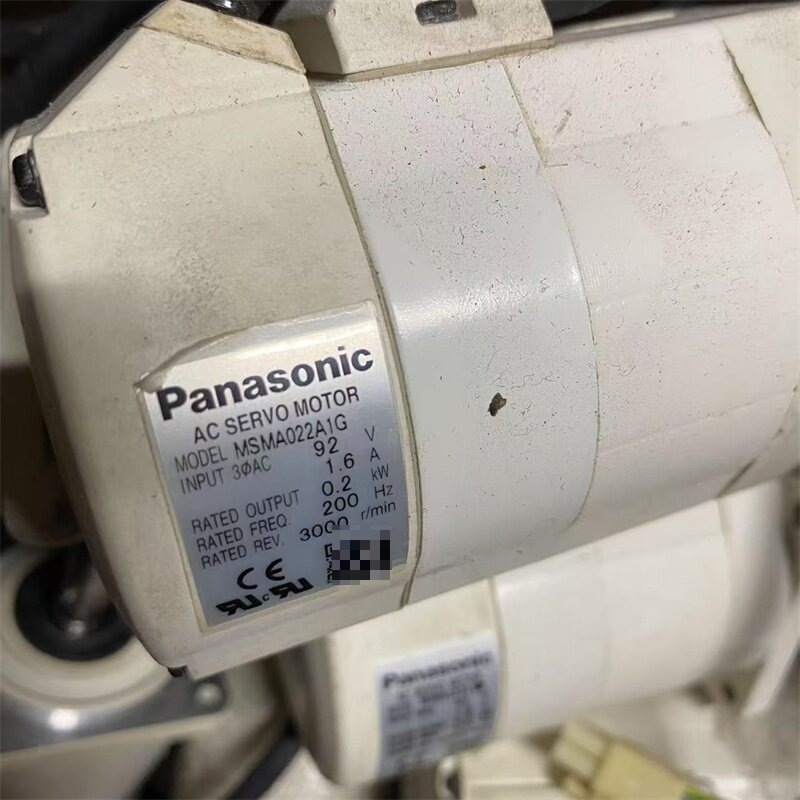 Panasonic
AC SERVO MOTOR
MODEL MSMA022A1G
INPUT 3ϕAC 92 V
1.6 A
RATED OUTPUT 0.2 kW
RATED FREQ. 200 Hz
RATED REV. 3000 r/min
CE
Panasonic